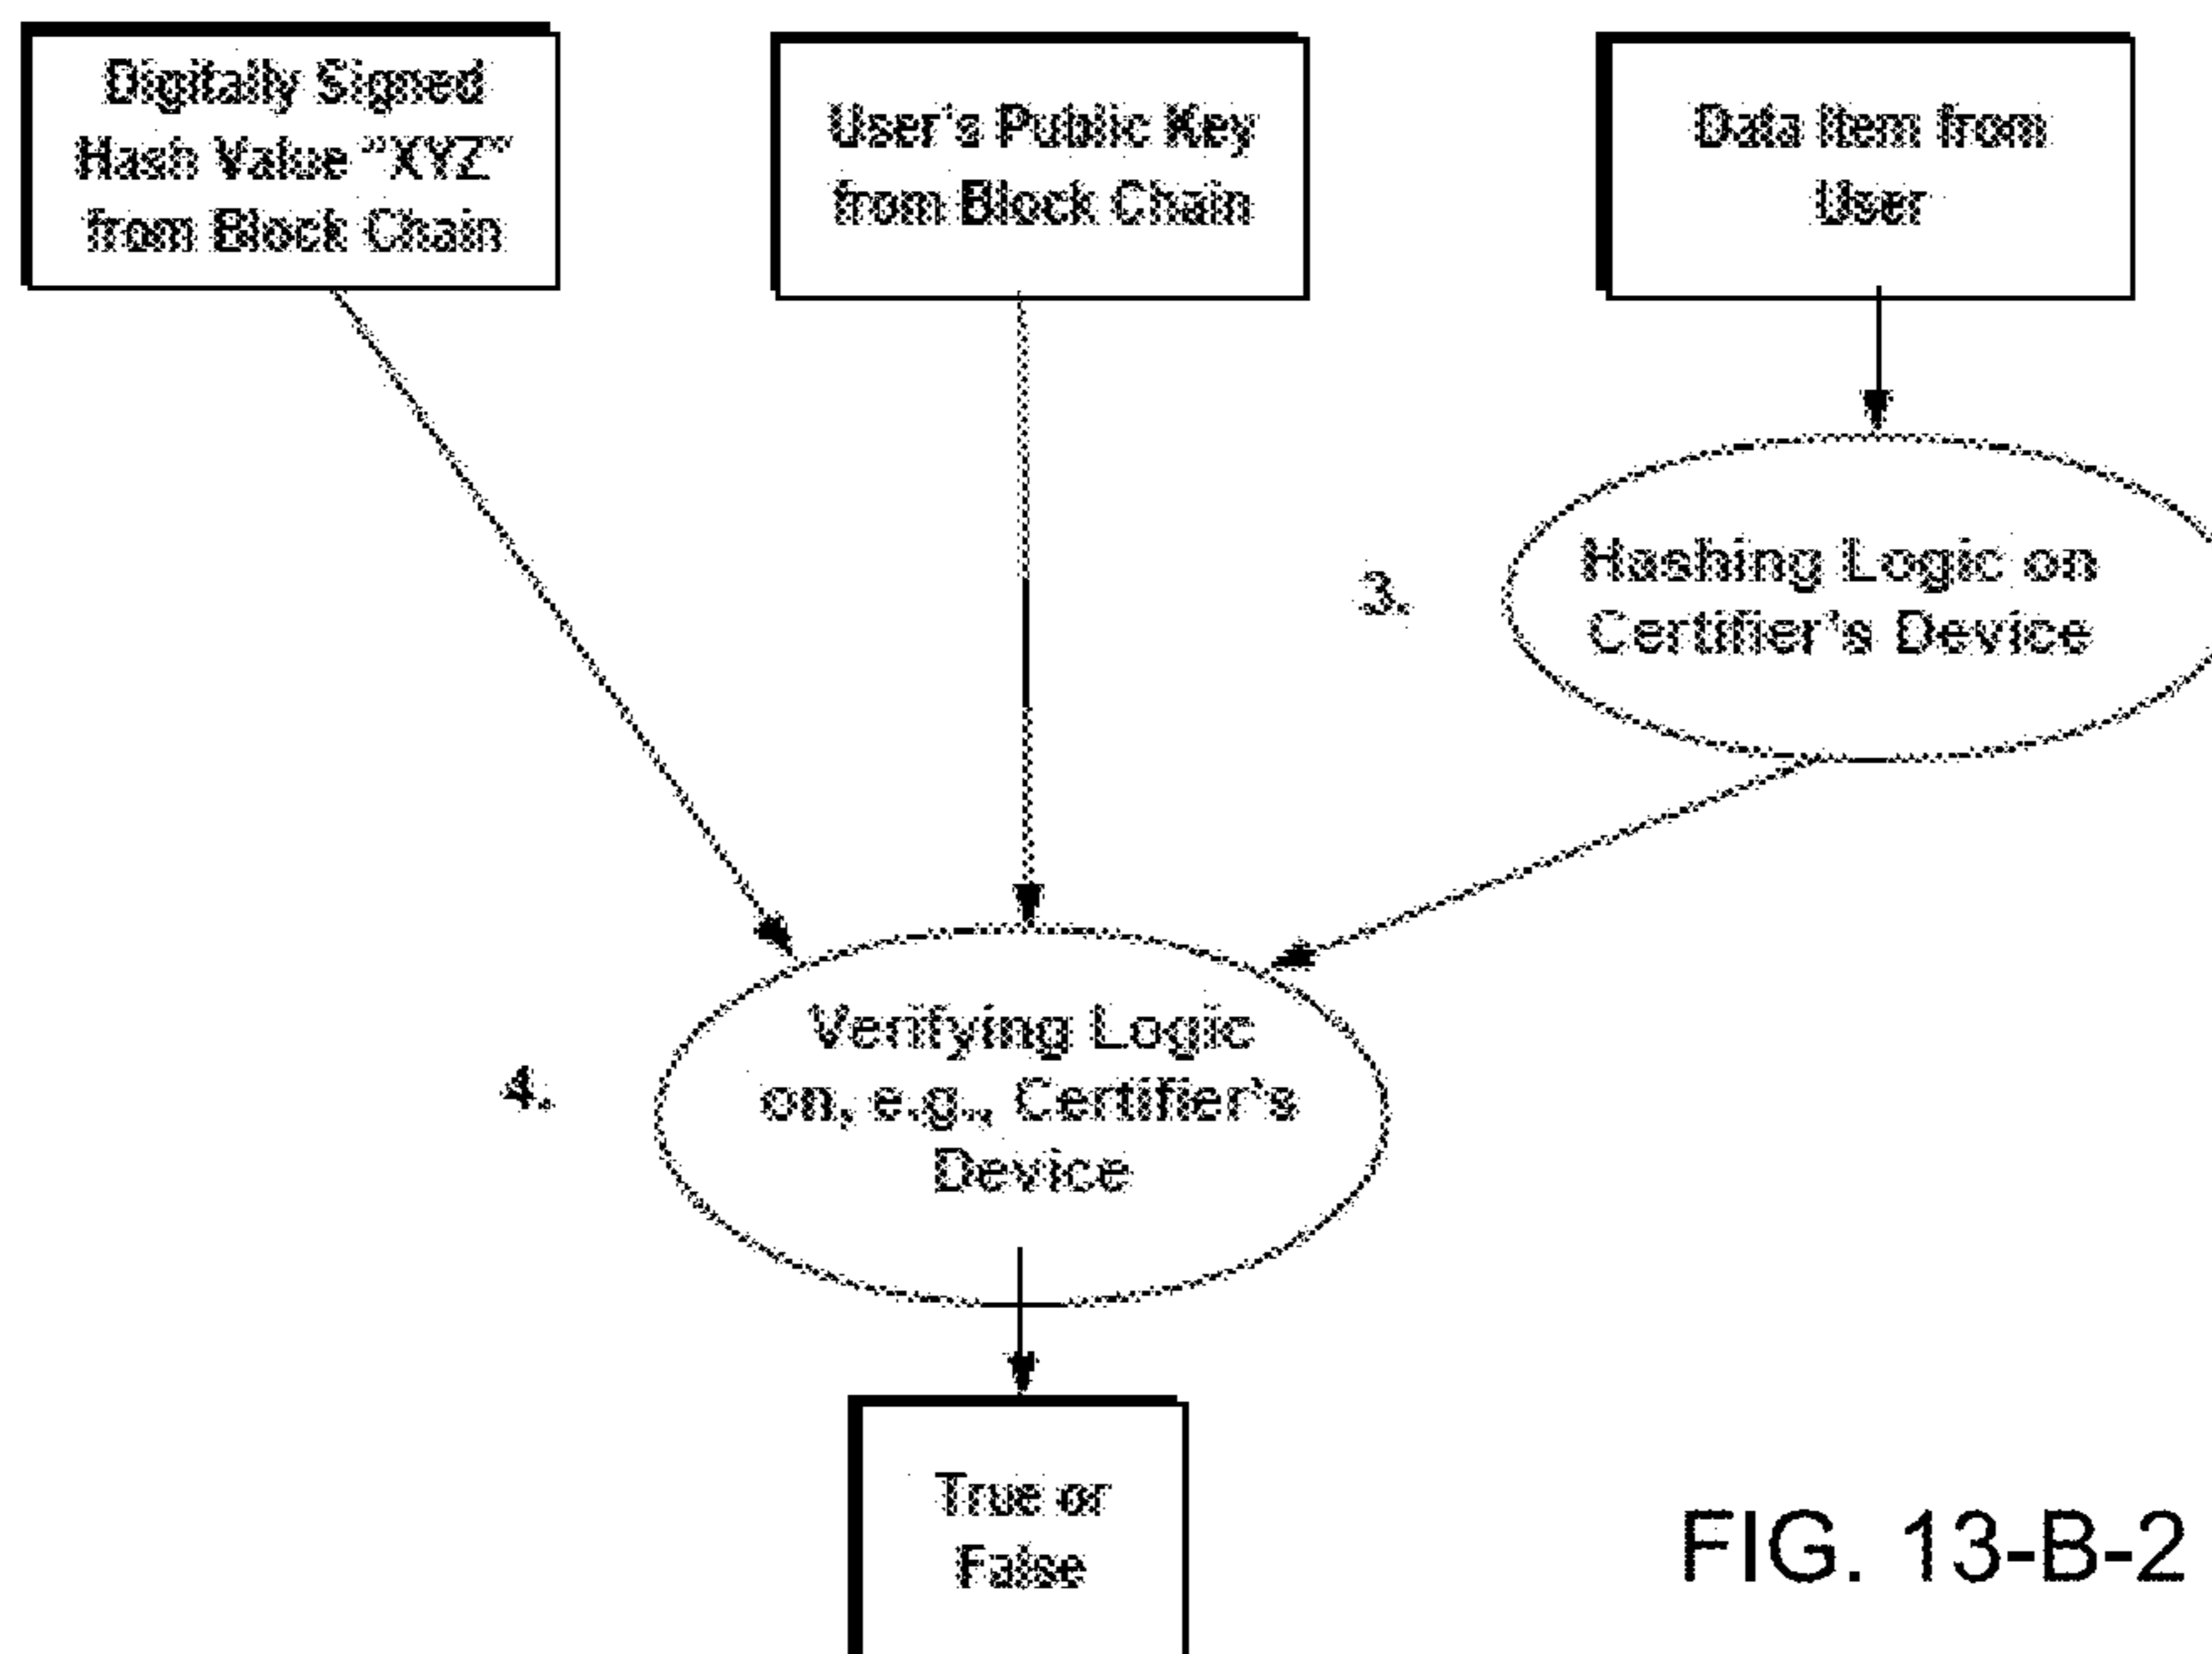 Digitally Signed
Hash Value "XYZ"
from Block Chain
User's Public Key
from Block Chain
Data Item from
User
3.
Hashing Logic on
Certifier's Device
4.
Verifying Logic
on, e.g., Certifier's
Device
True or
False
FIG. 13-B-2